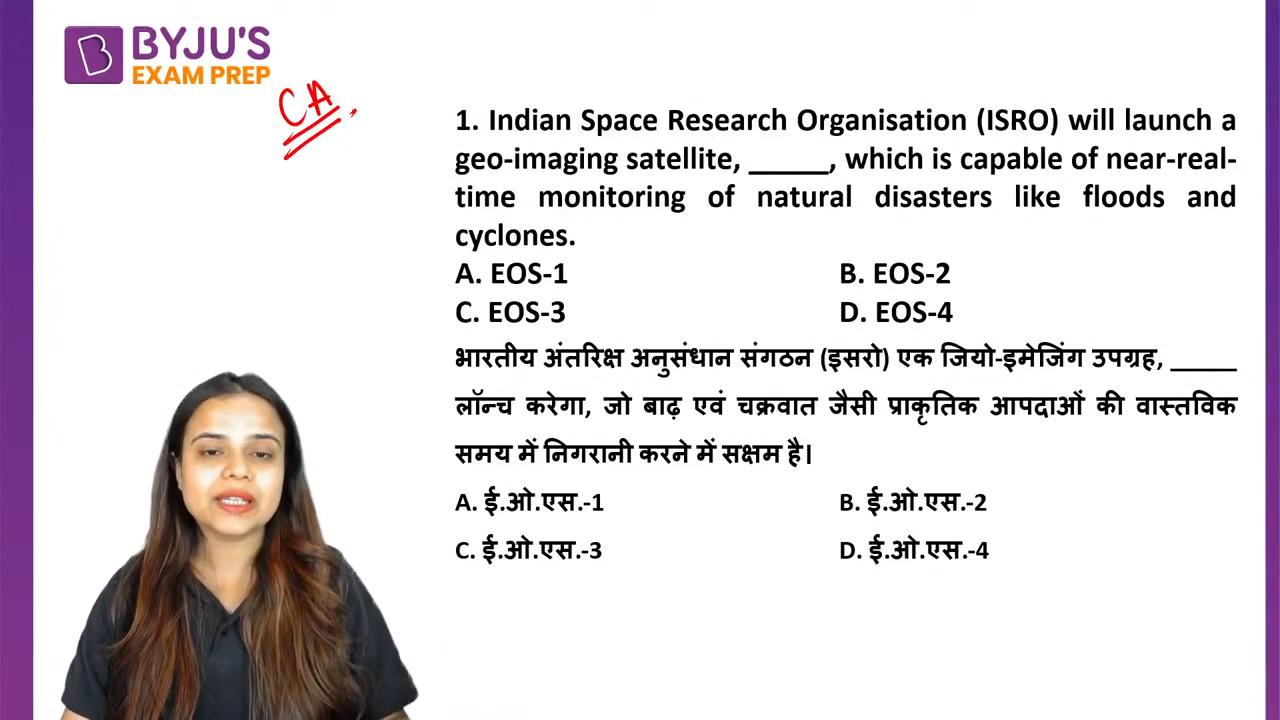 BYJU'S
EXAM PREP
CA.
1. Indian Space Research Organisation (ISRO) will launch a
geo-imaging satellite, _____, which is capable of near-real-
time monitoring of natural disasters like floods and
cyclones.
A. EOS-1 B. EOS-2
C. EOS-3 D. EOS-4
भारतीय अंतरिक्ष अनुसंधान संगठन (इसरो) एक जियो-इमेजिंग उपग्रह, _____
लॉन्च करेगा, जो बाढ़ एवं चक्रवात जैसी प्राकृतिक आपदाओं की वास्तविक
समय में निगरानी करने में सक्षम है।
A. ई.ओ.एस.-1 B. ई.ओ.एस.-2
C. ई.ओ.एस.-3 D. ई.ओ.एस.-4